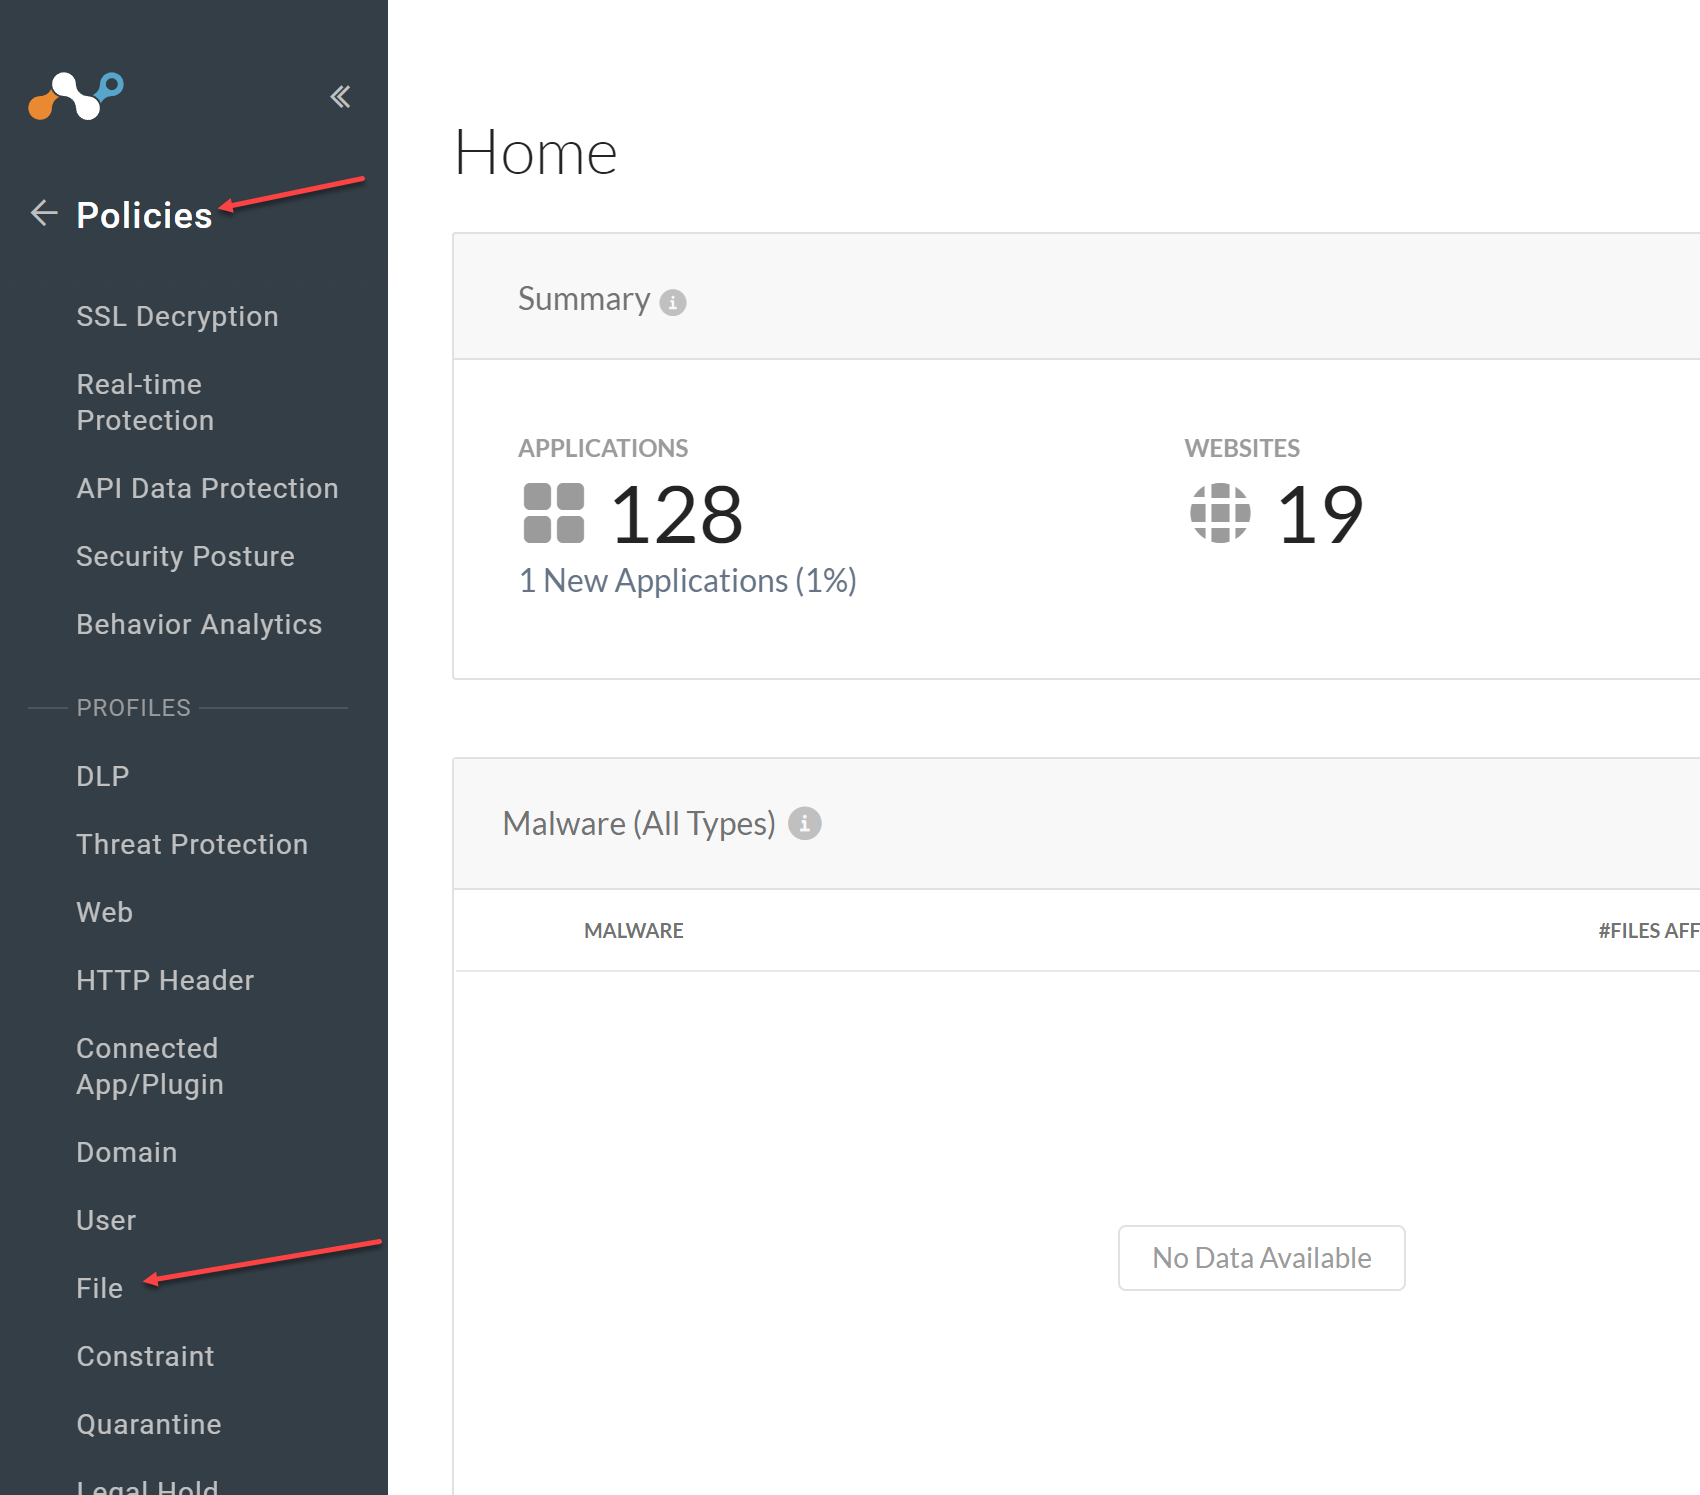 Policies
SSL Decryption
Real-time
Protection
API Data Protection
Security Posture
Behavior Analytics
PROFILES
DLP
Threat Protection
Web
HTTP Header
Connected
App/Plugin
Domain
User
File
Constraint
Quarantine
Legal Hold
Home
Summary
APPLICATIONS
128
1 New Applications (1%)
WEBSITES
19
Malware (All Types)
MALWARE
#FILES AFF
No Data Available